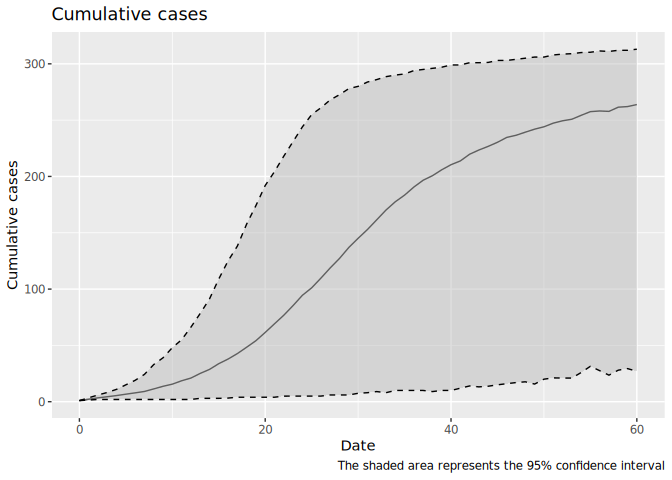 Cumulative cases
Cumulative cases
300
200
100
0
0 20 40 60
Date
The shaded area represents the 95% confidence interval